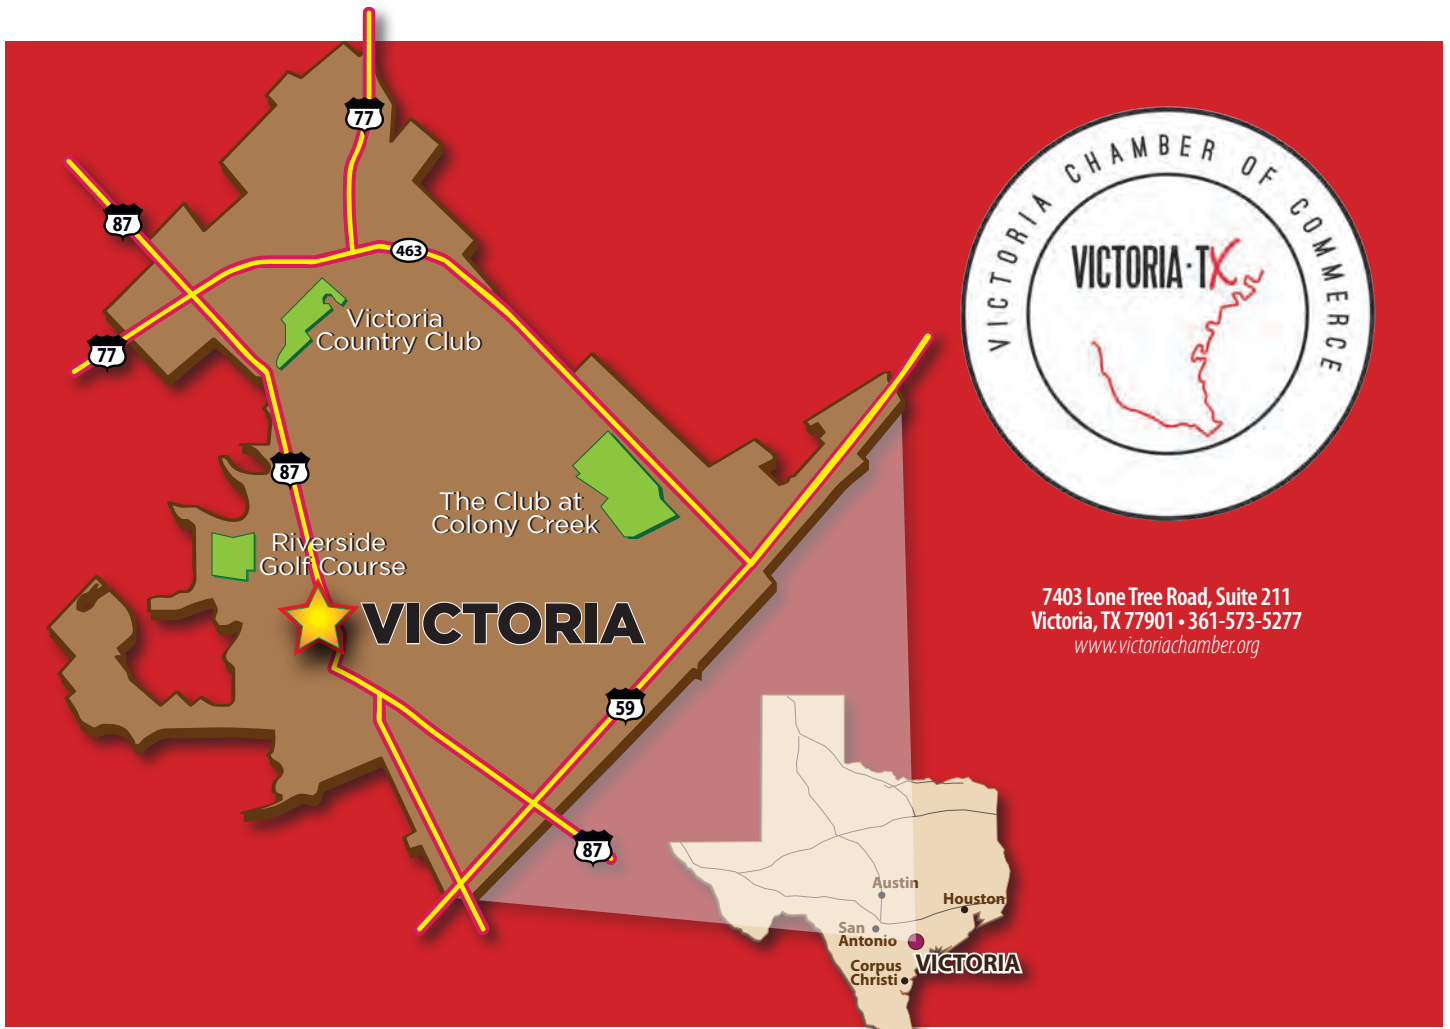 77
87
463
77
Victoria
Country Club
87
The Club at
Colony Creek
Riverside
Golf Course
VICTORIA
59
87
VICTORIA CHAMBER OF COMMERCE
VICTORIA·TX
7403 Lone Tree Road, Suite 211
Victoria, TX 77901 • 361-573-5277
www.victoriachamber.org
Austin
Houston
San
Antonio
VICTORIA
Corpus
Christi